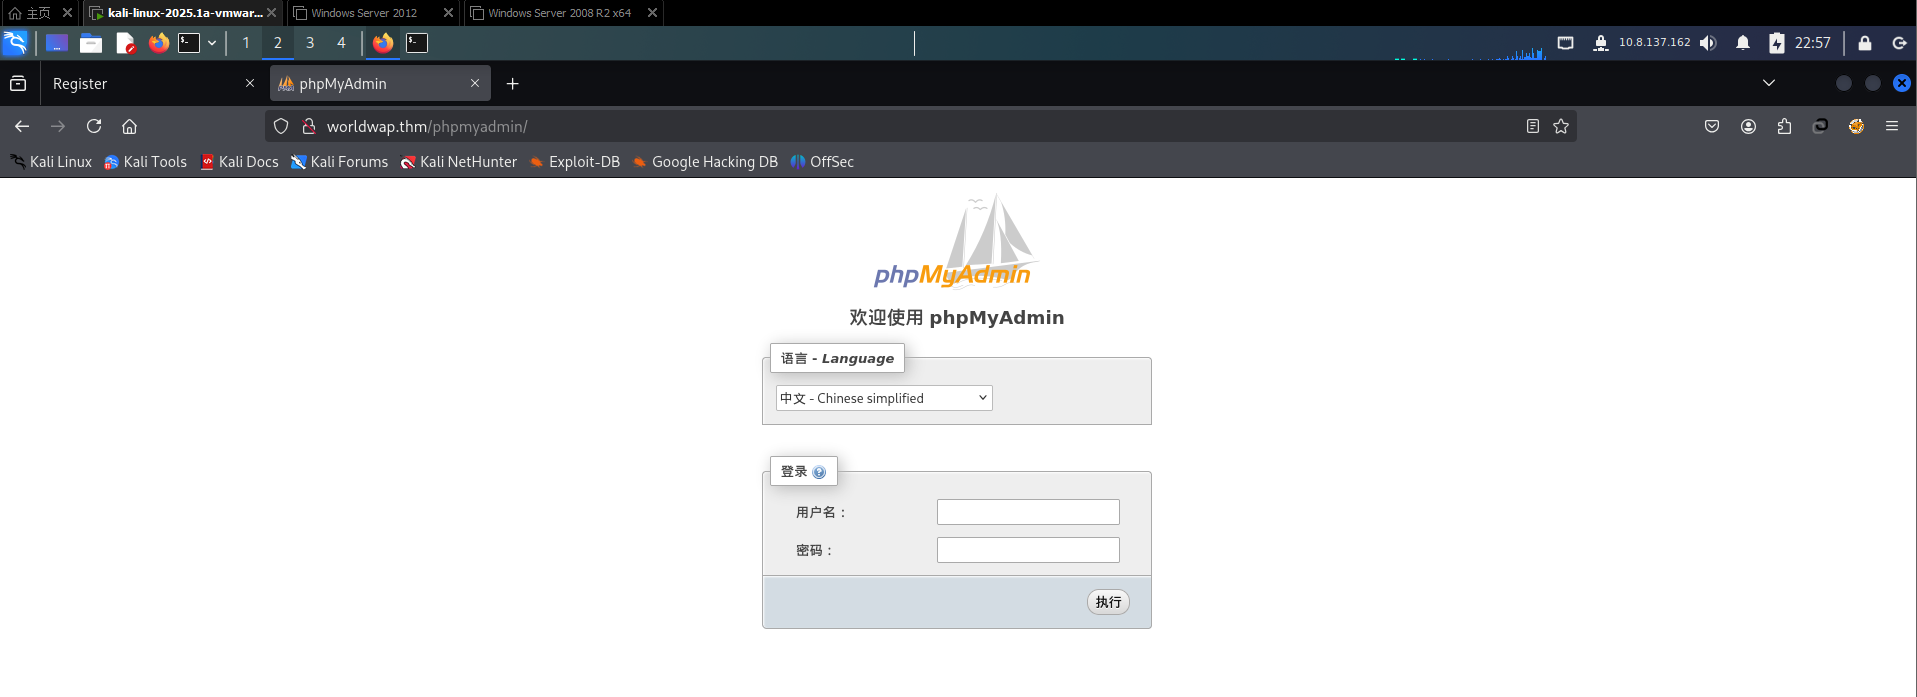 主页 kali-linux-2025.1a-vmwar... Windows Server 2012 Windows Server 2008 R2 x64
1 2 3 4 10.8.137.162 22:57
Register phpMyAdmin
worldwap.thm/phpmyadmin/
Kali Linux Kali Tools Kali Docs Kali Forums Kali NetHunter Exploit-DB Google Hacking DB OffSec
phpMyAdmin
欢迎使用 phpMyAdmin
语言 - Language
中文 - Chinese simplified
登录
用户名：
密码：
执行